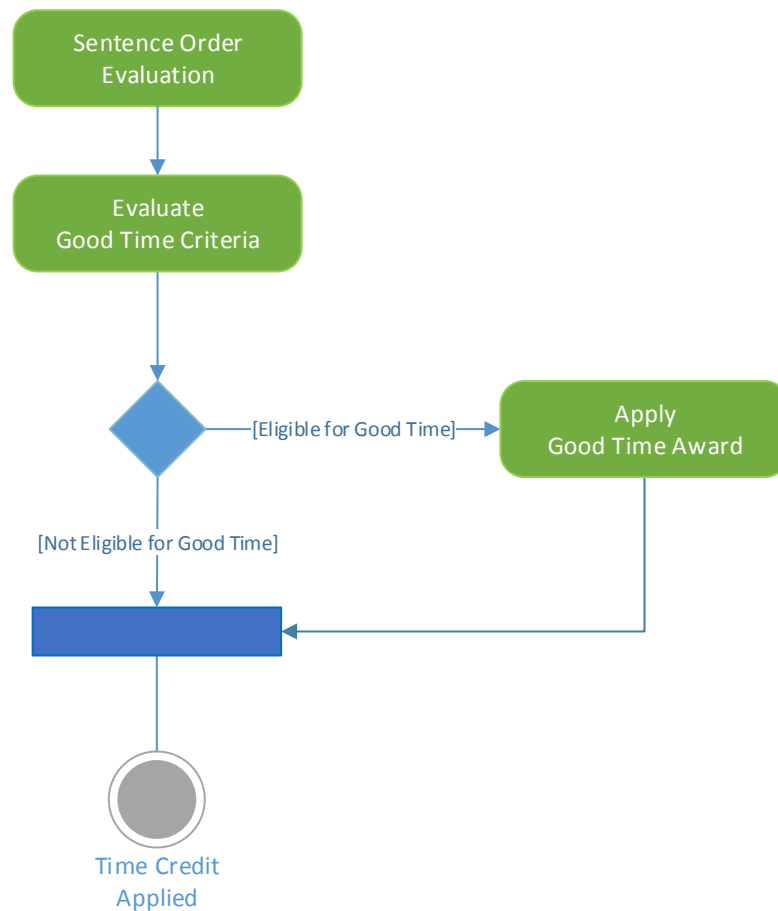 Sentence Order
Evaluation
Evaluate
Good Time Criteria
[Eligible for Good Time]
Apply
Good Time Award
[Not Eligible for Good Time]
Time Credit
Applied